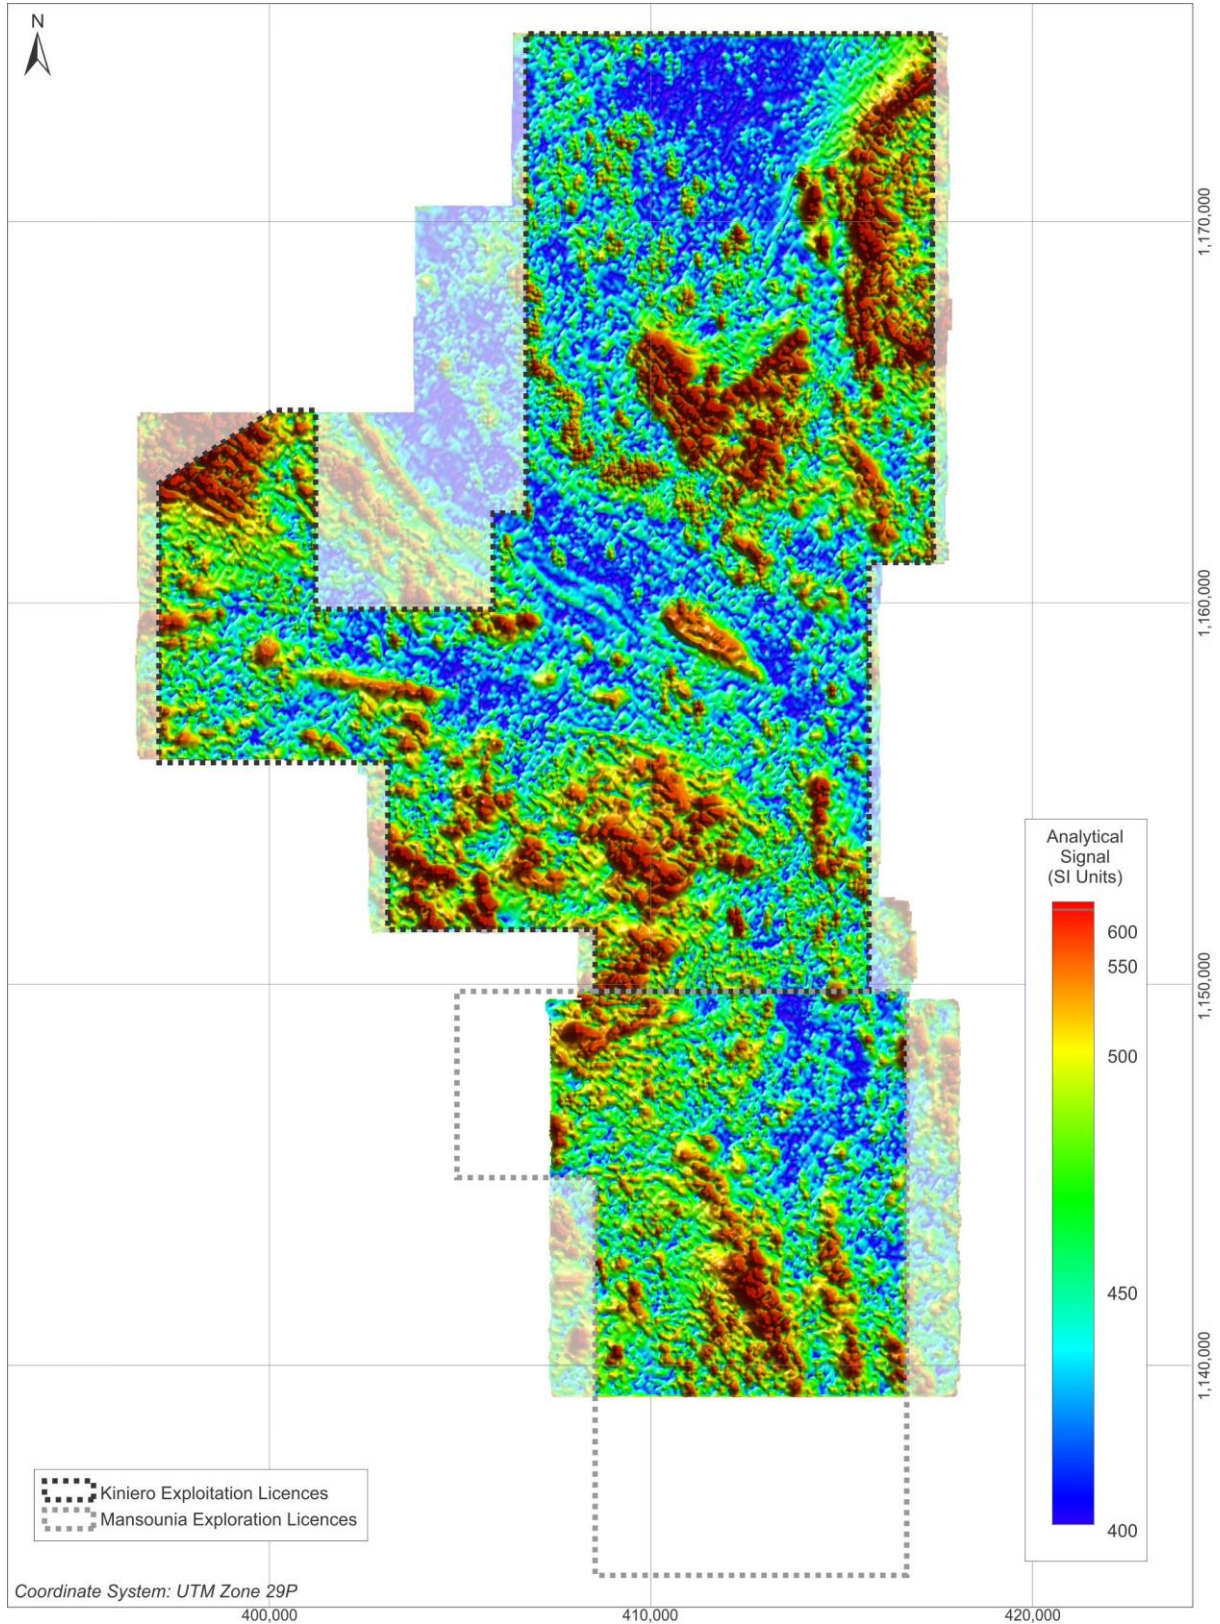 N
1,170,000
1,160,000
1,150,000
1,140,000
Analytical
Signal
(SI Units)
600
550
500
450
400
Kiniero Exploitation Licences
Mansounia Exploration Licences
Coordinate System: UTM Zone 29P
400,000
410,000
420,000